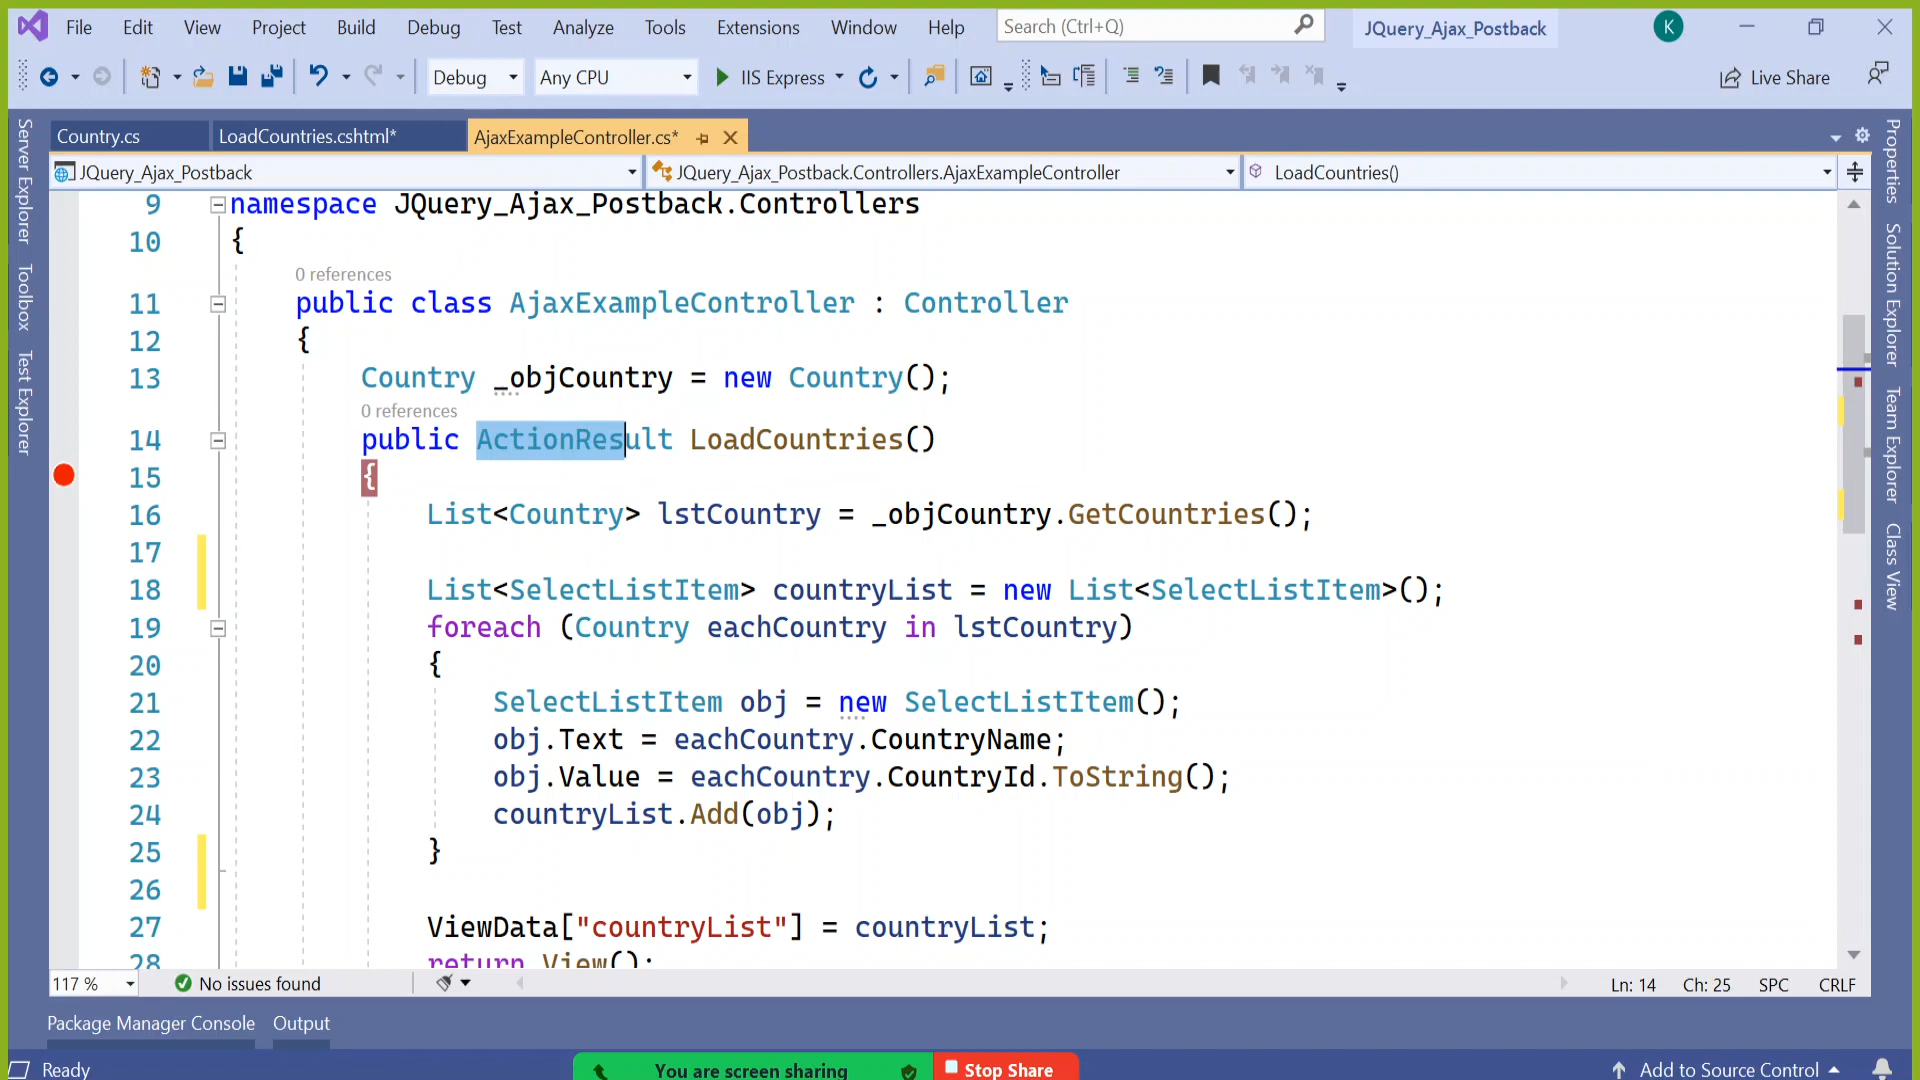 File Edit View Project Build Debug Test Analyze Tools Extensions Window Help Search (Ctrl+Q) JQuery_Ajax_Postback K
Debug Any CPU IIS Express Live Share
Country.cs LoadCountries.cshtml* AjaxExampleController.cs*
JQuery_Ajax_Postback JQuery_Ajax_Postback.Controllers.AjaxExampleController LoadCountries()
Server Explorer
Toolbox
Test Explorer
9 namespace JQuery_Ajax_Postback.Controllers
10 {
0 references
11 public class AjaxExampleController : Controller
12 {
13 Country _objCountry = new Country();
0 references
14 public ActionResult LoadCountries()
15 {
16 List<Country> lstCountry = _objCountry.GetCountries();
17
18 List<SelectListItem> countryList = new List<SelectListItem>();
19 foreach (Country eachCountry in lstCountry)
20 {
21 SelectListItem obj = new SelectListItem();
22 obj.Text = eachCountry.CountryName;
23 obj.Value = eachCountry.CountryId.ToString();
24 countryList.Add(obj);
25 }
26
27 ViewData["countryList"] = countryList;
28 return View();
Properties
Solution Explorer
Team Explorer
Class View
117 % No issues found Ln: 14 Ch: 25 SPC CRLF
Package Manager Console Output
Ready You are screen sharing Stop Share Add to Source Control